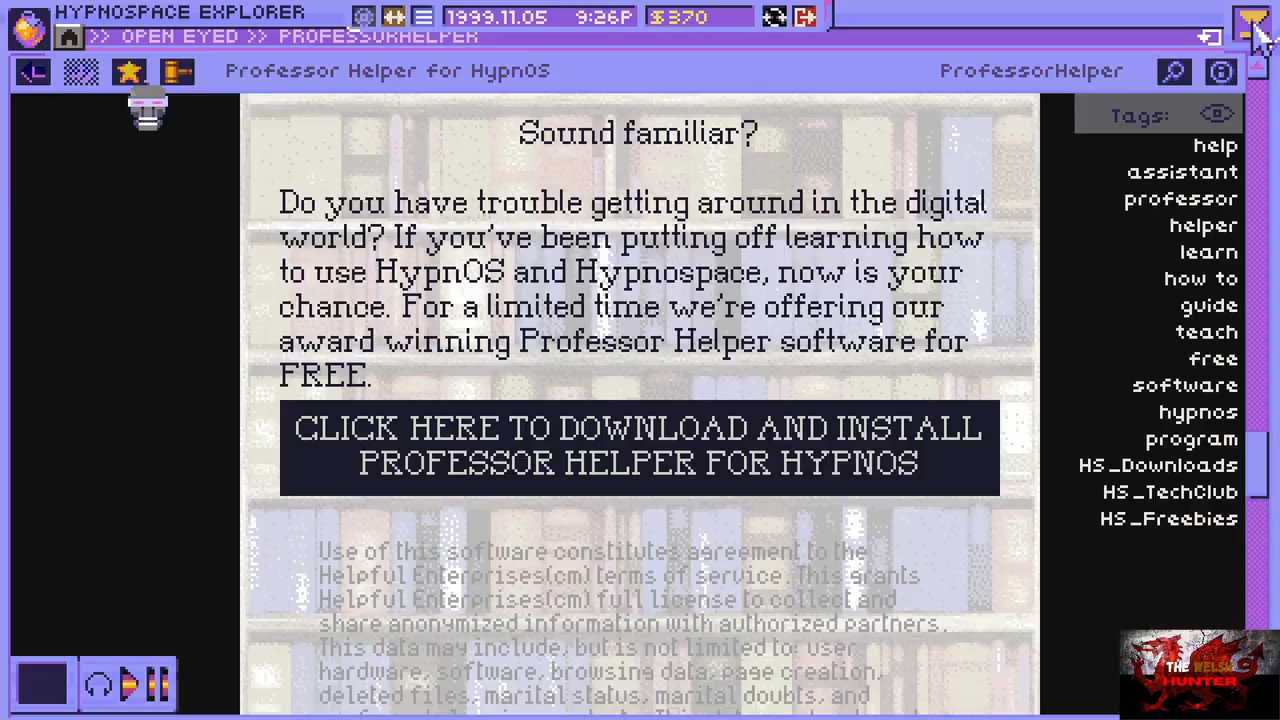 HYPNOSPACE EXPLORER
1999.11.05 9:26P $370
>> OPEN EYED >> PROFESSORHELPER
Professor Helper for HypnOS
ProfessorHelper
Sound familiar?
Do you have trouble getting around in the digital
world? If you've been putting off learning how
to use HypnOS and Hypnospace, now is your
chance. For a limited time we're offering our
award winning Professor Helper software for
FREE.
CLICK HERE TO DOWNLOAD AND INSTALL
PROFESSOR HELPER FOR HYPNOS
Use of this software constitutes agreement to the
Helpful Enterprises(cm) terms of service. This grants
Helpful Enterprises(cm) full license to collect and
share anonymized information with authorized partners.
This data may include, but is not limited to: user
hardware, software, browsing data, page creation,
deleted files, marital status, marital doubts, and
Tags:
help
assistant
professor
helper
learn
how to
guide
teach
free
software
hypnos
program
HS_Downloads
HS_TechClub
HS_Freebies
THE WELSH
HUNTER